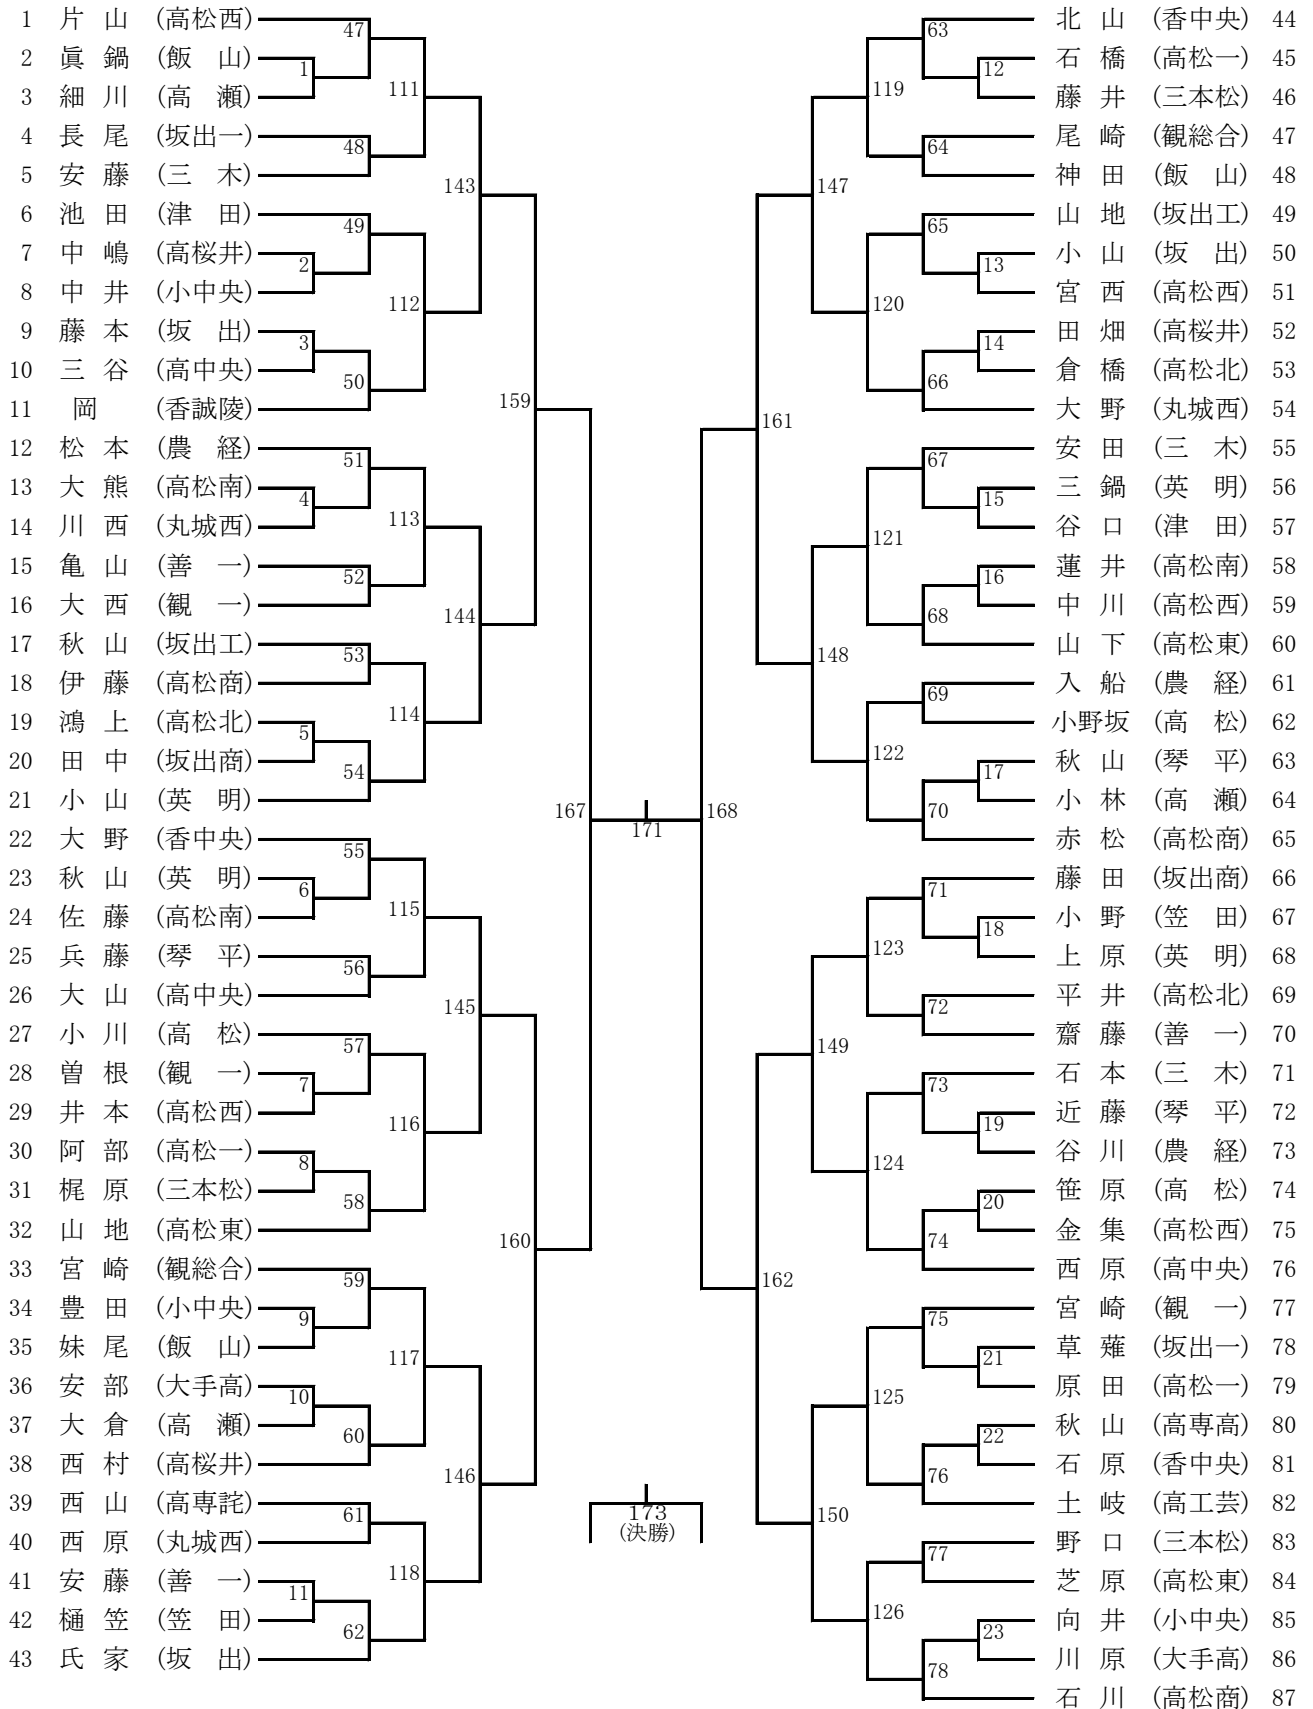 1 片 山 (高松西)
2 眞 鍋 (飯 山)
3 細 川 (高 瀬)
4 長 尾 (坂出一)
5 安 藤 (三 木)
6 池 田 (津 田)
7 中 嶋 (高桜井)
8 中 井 (小中央)
9 藤 本 (坂 出)
10 三 谷 (高中央)
11 岡 (香誠陵)
12 松 本 (農 経)
13 大 熊 (高松南)
14 川 西 (丸城西)
15 亀 山 (善 一)
16 大 西 (観 一)
17 秋 山 (坂出工)
18 伊 藤 (高松商)
19 鴻 上 (高松北)
20 田 中 (坂出商)
21 小 山 (英 明)
22 大 野 (香中央)
23 秋 山 (英 明)
24 佐 藤 (高松南)
25 兵 藤 (琴 平)
26 大 山 (高中央)
27 小 川 (高 松)
28 曽 根 (観 一)
29 井 本 (高松西)
30 阿 部 (高松一)
31 梶 原 (三本松)
32 山 地 (高松東)
33 宮 崎 (観総合)
34 豊 田 (小中央)
35 妹 尾 (飯 山)
36 安 部 (大手高)
37 大 倉 (高 瀬)
38 西 村 (高桜井)
39 西 山 (高専詫)
40 西 原 (丸城西)
41 安 藤 (善 一)
42 樋 笠 (笠 田)
43 氏 家 (坂 出)
1
2
3
4
5
6
7
8
9
10
11
47
48
49
50
51
52
53
54
55
56
57
58
59
60
61
62
111
112
113
114
115
116
117
118
143
144
145
146
159
160
167
171
173
(決勝)
168
161
162
147
148
149
150
119
120
121
122
123
124
125
126
63
64
65
66
67
68
69
70
71
72
73
74
75
76
77
78
12
13
14
15
16
17
18
19
20
21
22
23
北 山 (香中央) 44
石 橋 (高松一) 45
藤 井 (三本松) 46
尾 崎 (観総合) 47
神 田 (飯 山) 48
山 地 (坂出工) 49
小 山 (坂 出) 50
宮 西 (高松西) 51
田 畑 (高桜井) 52
倉 橋 (高松北) 53
大 野 (丸城西) 54
安 田 (三 木) 55
三 鍋 (英 明) 56
谷 口 (津 田) 57
蓮 井 (高松南) 58
中 川 (高松西) 59
山 下 (高松東) 60
入 船 (農 経) 61
小野坂 (高 松) 62
秋 山 (琴 平) 63
小 林 (高 瀬) 64
赤 松 (高松商) 65
藤 田 (坂出商) 66
小 野 (笠 田) 67
上 原 (英 明) 68
平 井 (高松北) 69
齋 藤 (善 一) 70
石 本 (三 木) 71
近 藤 (琴 平) 72
谷 川 (農 経) 73
笹 原 (高 松) 74
金 集 (高松西) 75
西 原 (高中央) 76
宮 崎 (観 一) 77
草 薙 (坂出一) 78
原 田 (高松一) 79
秋 山 (高専高) 80
石 原 (香中央) 81
土 岐 (高工芸) 82
野 口 (三本松) 83
芝 原 (高松東) 84
向 井 (小中央) 85
川 原 (大手高) 86
石 川 (高松商) 87